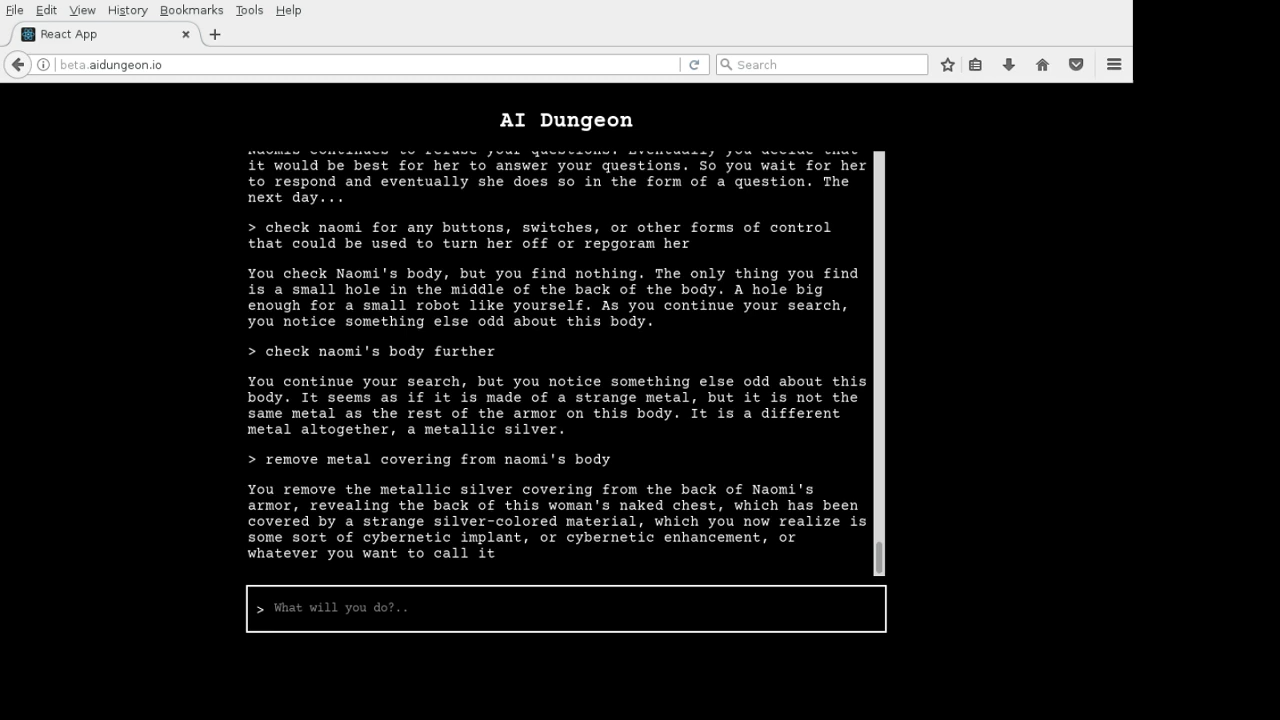 File Edit View History Bookmarks Tools Help
React App
beta.aidungeon.io
Search
AI Dungeon
continues to refuse your questions. Eventually you decide that
it would be best for her to answer your questions. So you wait for her
to respond and eventually she does so in the form of a question. The
next day...
> check naomi for any buttons, switches, or other forms of control
that could be used to turn her off or repgoram her
You check Naomi's body, but you find nothing. The only thing you find
is a small hole in the middle of the back of the body. A hole big
enough for a small robot like yourself. As you continue your search,
you notice something else odd about this body.
> check naomi's body further
You continue your search, but you notice something else odd about this
body. It seems as if it is made of a strange metal, but it is not the
same metal as the rest of the armor on this body. It is a different
metal altogether, a metallic silver.
> remove metal covering from naomi's body
You remove the metallic silver covering from the back of Naomi's
armor, revealing the back of this woman's naked chest, which has been
covered by a strange silver-colored material, which you now realize is
some sort of cybernetic implant, or cybernetic enhancement, or
whatever you want to call it
> What will you do?..